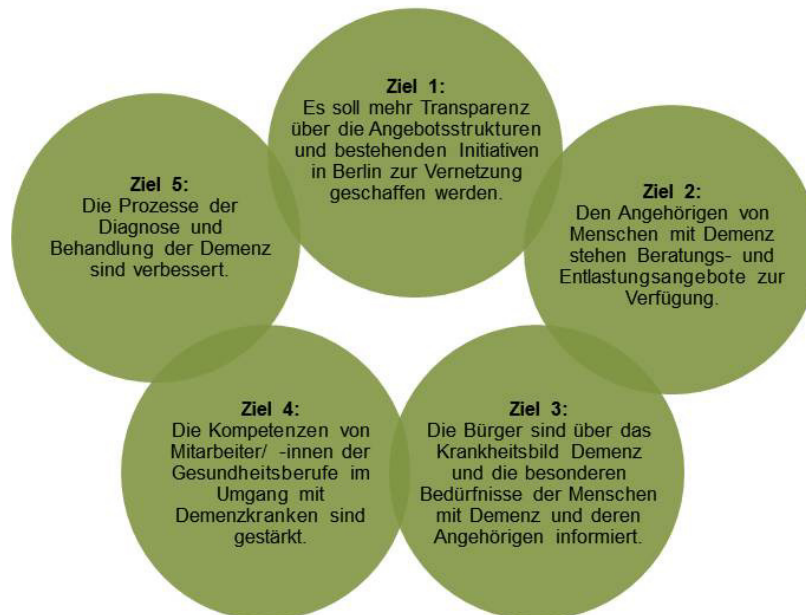 Ziel 1:
Es soll mehr Transparenz
über die Angebotsstrukturen
und bestehenden Initiativen
in Berlin zur Vernetzung
geschaffen werden.
Ziel 2:
Den Angehörigen von
Menschen mit Demenz
stehen Beratungs- und
Entlastungsangebote zur
Verfügung.
Ziel 3:
Die Bürger sind über das
Krankheitsbild Demenz
und die besonderen
Bedürfnisse der Menschen
mit Demenz und deren
Angehörigen informiert.
Ziel 4:
Die Kompetenzen von
Mitarbeiter/ -innen der
Gesundheitsberufe im
Umgang mit
Demenzkranken sind
gestärkt.
Ziel 5:
Die Prozesse der
Diagnose und
Behandlung der Demenz
sind verbessert.